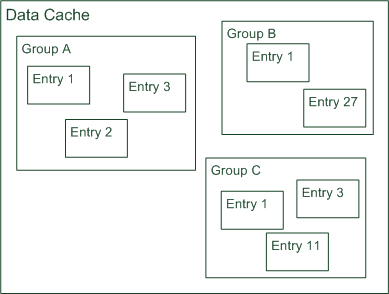 Data Cache
Group A
Entry 1
Entry 3
Entry 2
Group B
Entry 1
Entry 27
Group C
Entry 1
Entry 3
Entry 11